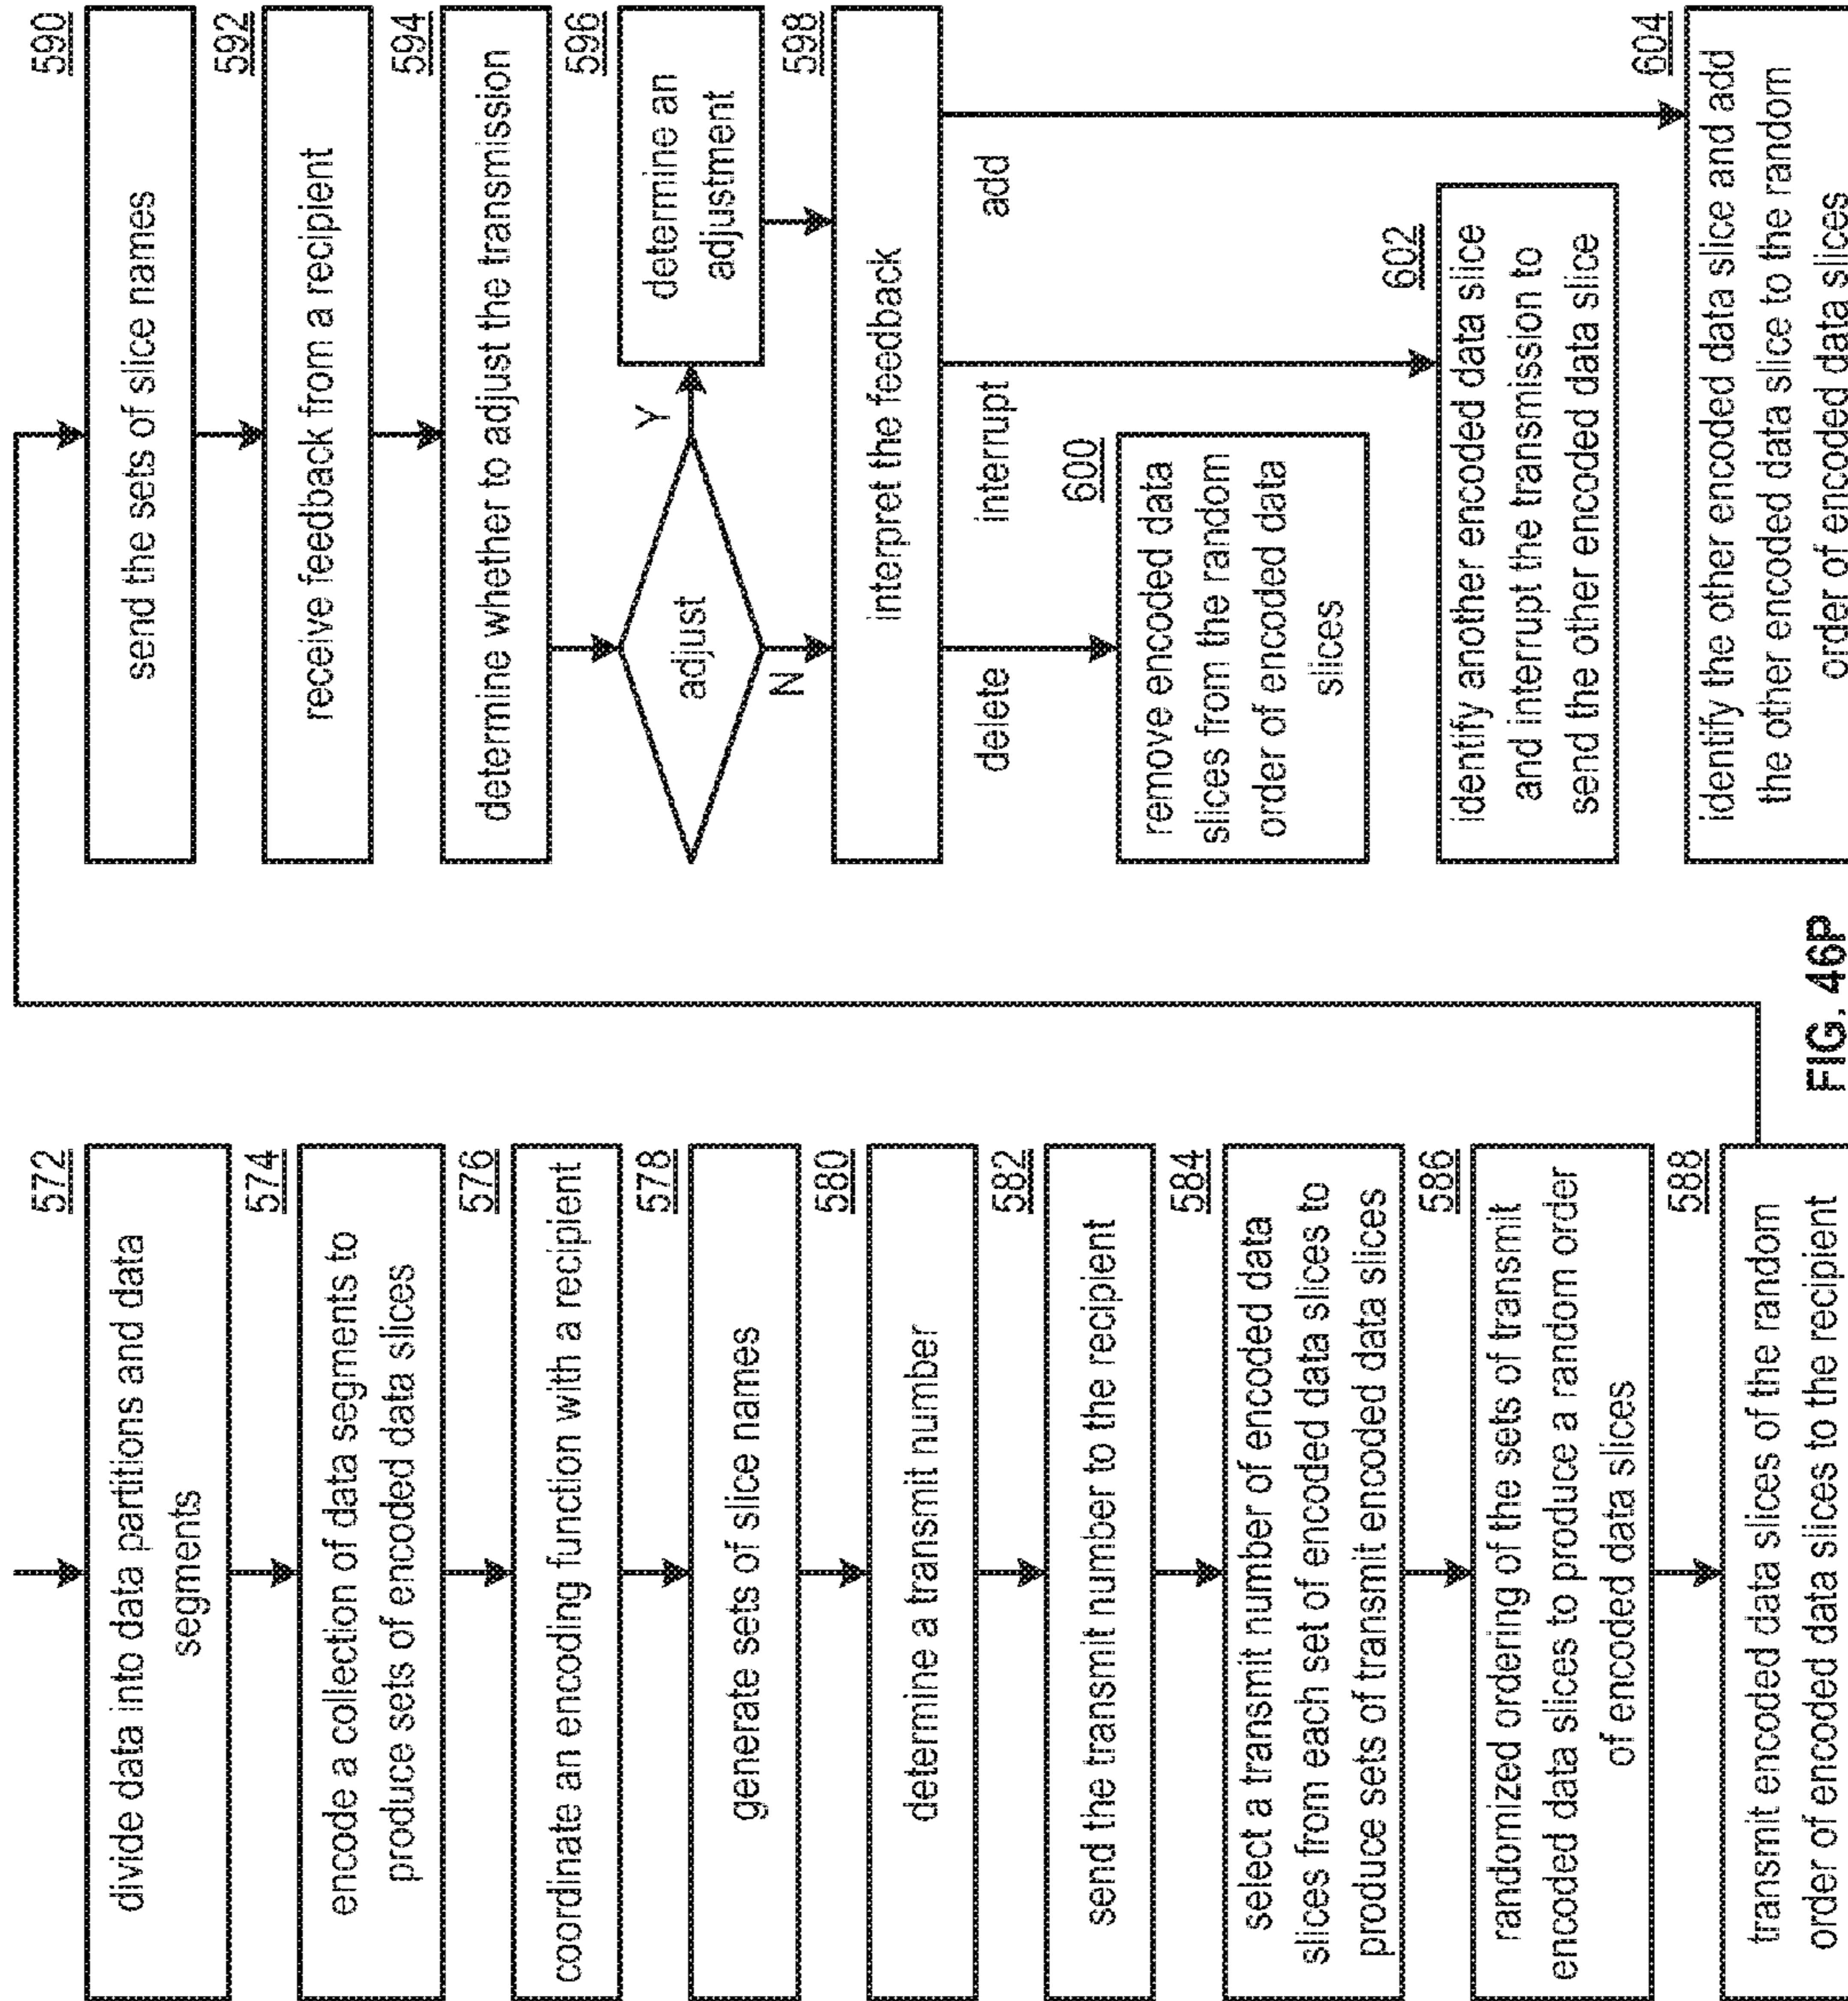 572
divide data into data partitions and data
segments
574
encode a collection of data segments to
produce sets of encoded data slices
576
coordinate an encoding function with a recipient
578
generate sets of slice names
580
determine a transmit number
582
send the transmit number to the recipient
584
select a transmit number of encoded data
slices from each set of encoded data slices to
produce sets of transmit encoded data slices
586
randomized ordering of the sets of transmit
encoded data slices to produce a random order
of encoded data slices
588
transmit encoded data slices of the random
order of encoded data slices to the recipient
590
send the sets of slice names
592
receive feedback from a recipient
594
determine whether to adjust the transmission
adjust
Y
N
596
determine an
adjustment
598
interpret the feedback
delete
interrupt
add
600
remove encoded data
slices from the random
order of encoded data
slices
602
identify another encoded data slice
and interrupt the transmission to
send the other encoded data slice
604
identify the other encoded data slice and add
the other encoded data slice to the random
order of encoded data slices
FIG. 46P